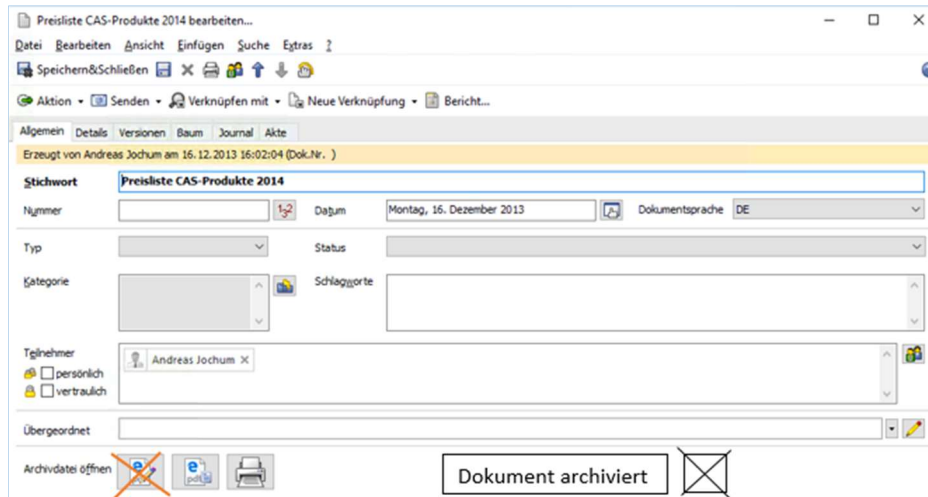 Preisliste CAS-Produkte 2014 bearbeiten...
Datei Bearbeiten Ansicht Einfügen Suche Extras ?
Speichern&Schließen
Aktion Senden Verknüpfen mit Neue Verknüpfung Bericht...
Allgemein Details Versionen Baum Journal Akte
Erzeugt von Andreas Jochum am 16.12.2013 16:02:04 (Dok.Nr. )
Stichwort Preisliste CAS-Produkte 2014
Nummer Datum Montag, 16. Dezember 2013 Dokumentsprache DE
Typ Status
Kategorie Schlagworte
Teilnehmer Andreas Jochum
persönlich
vertraulich
Übergeordnet
Archivdatei öffnen Dokument archiviert